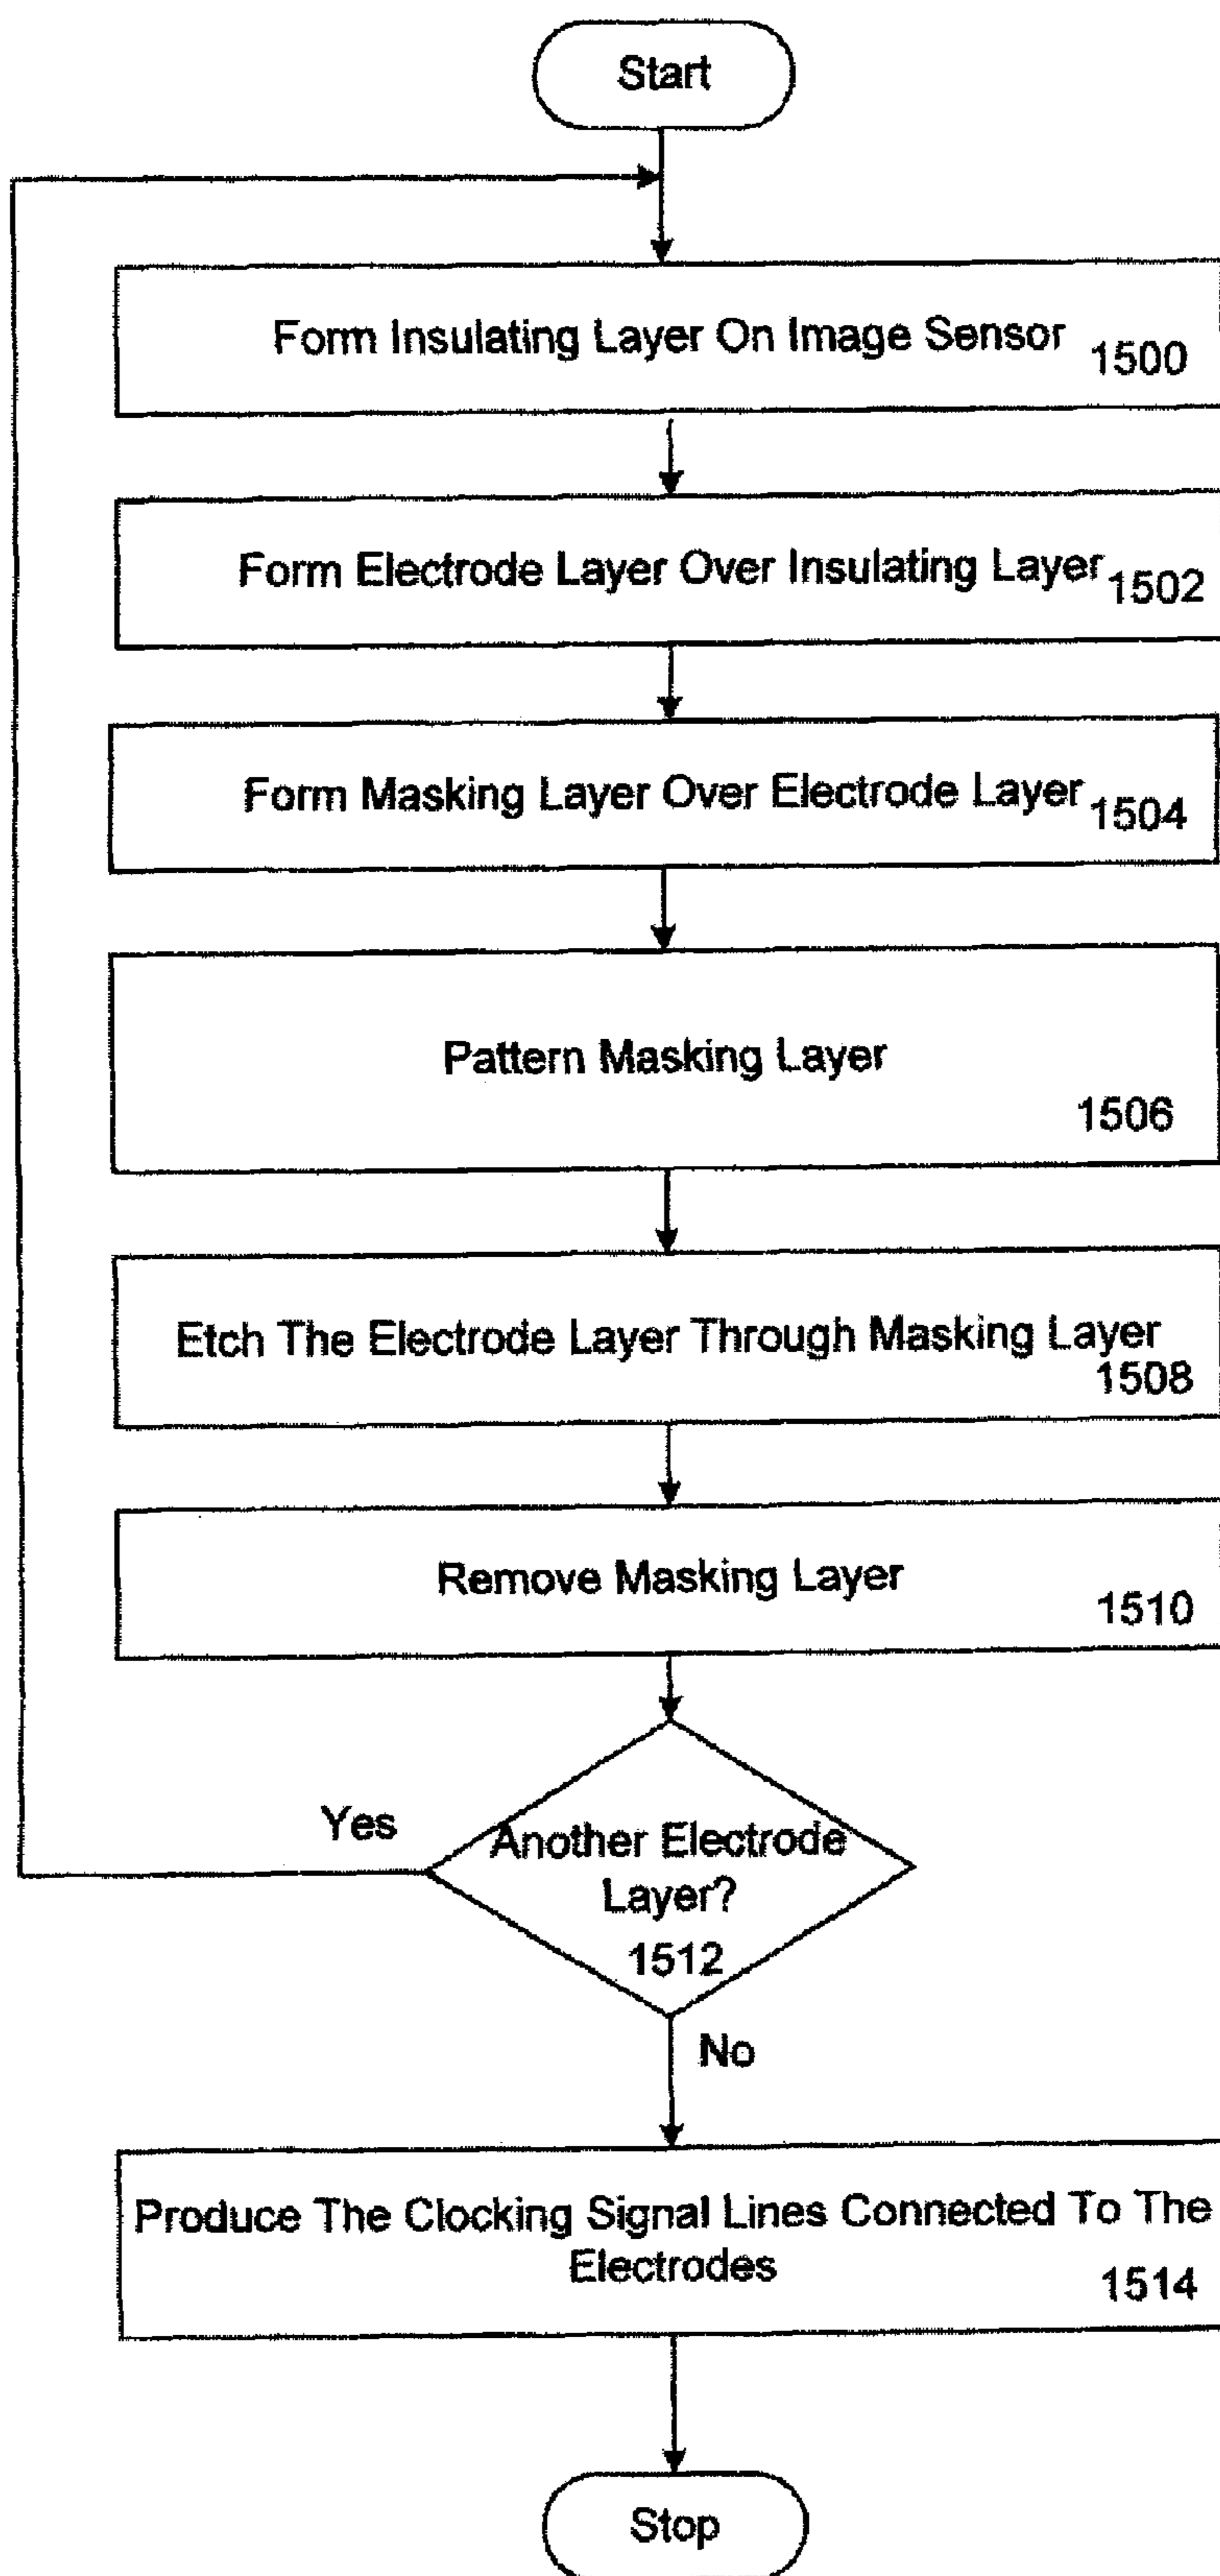 Start
Form Insulating Layer On Image Sensor
1500
Form Electrode Layer Over Insulating Layer
1502
Form Masking Layer Over Electrode Layer
1504
Pattern Masking Layer
1506
Etch The Electrode Layer Through Masking Layer
1508
Remove Masking Layer
1510
Yes
Another Electrode
Layer?
1512
No
Produce The Clocking Signal Lines Connected To The
Electrodes
1514
Stop